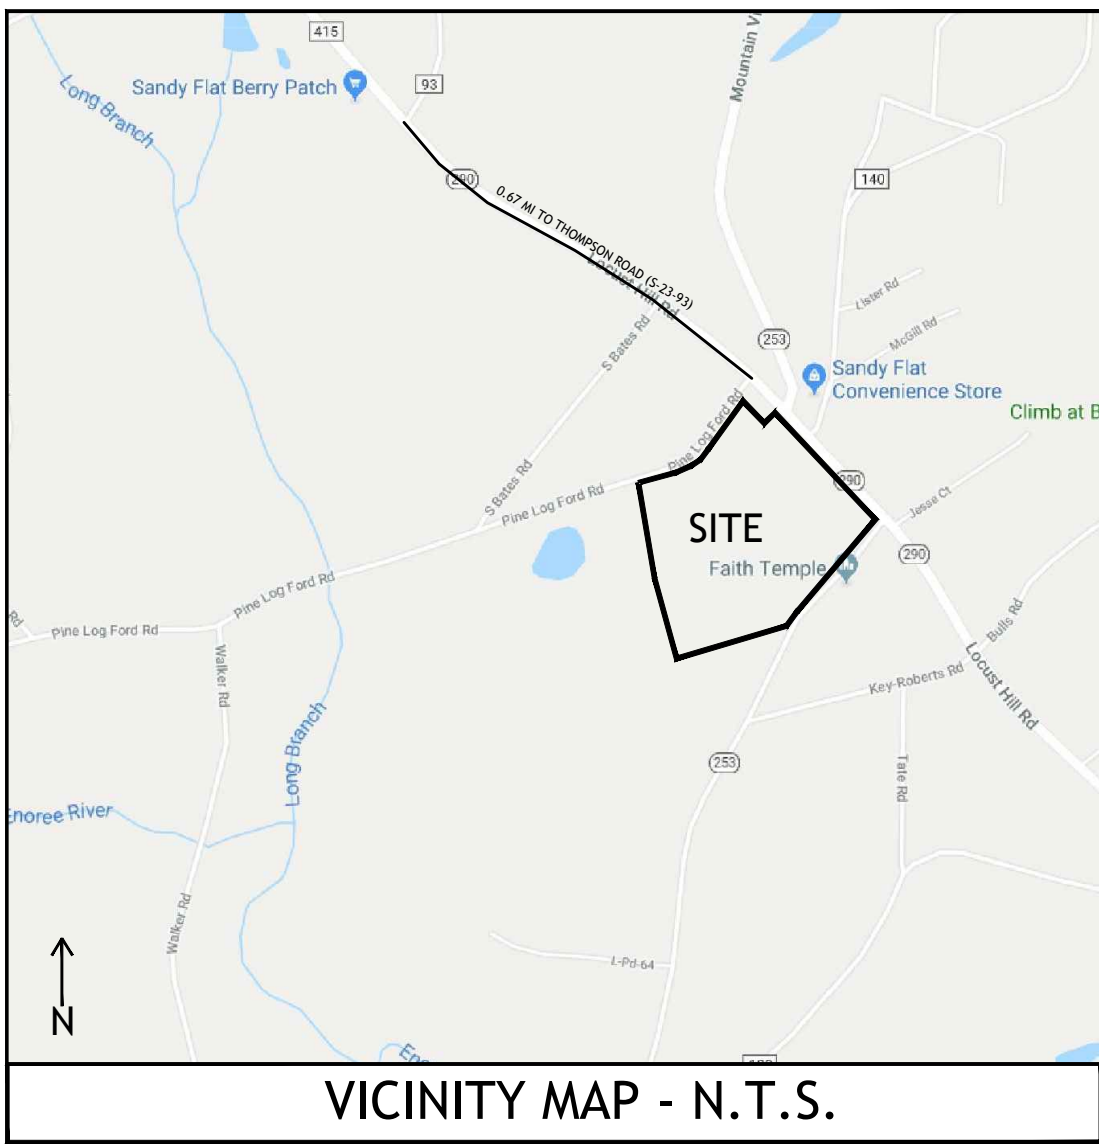 415
Sandy Flat Berry Patch
93
Long Branch
Mountain Vi
290
140
0.67 MI TO THOMPSON ROAD (S-23-93)
Locust Hill Rd
Lister Rd
S Bates Rd
McGill Rd
253
Sandy Flat
Convenience Store
Climb at B
Pine Log Ford Rd
290
S Bates Rd
Pine Log Ford Rd
Jesse Ct
SITE
290
Faith Temple
Pine Log Ford Rd
Rd
Pine Log Ford Rd
Bulls Rd
Walker Rd
Key-Roberts Rd
Locust Hill Rd
Long Branch
253
Tate Rd
Enoree River
Walker Rd
L-Pd-64
N
VICINITY MAP - N.T.S.